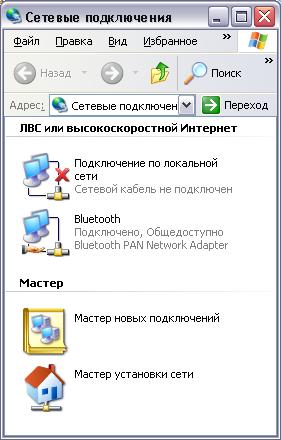 Сетевые подключения
Файл Правка Вид Избранное »
Назад » Поиск »
Адрес: Сетевые подключен Переход
ЛВС или высокоскоростной Интернет
Подключение по локальной
сети
Сетевой кабель не подключен
Bluetooth
Подключено, Общедоступно
Bluetooth PAN Network Adapter
Мастер
Мастер новых подключений
Мастер установки сети